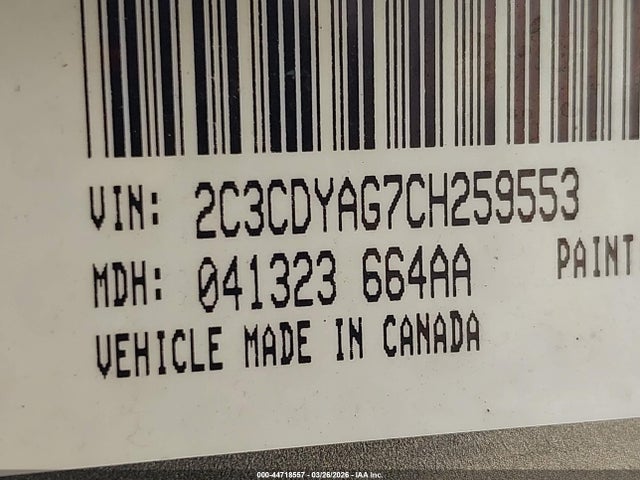 VIN: 2C3CDYAG7CH259553
MDH: 041323 664AA PAINT
VEHICLE MADE IN CANADA
000-44718557 - 03/26/2026 - IAA Inc.